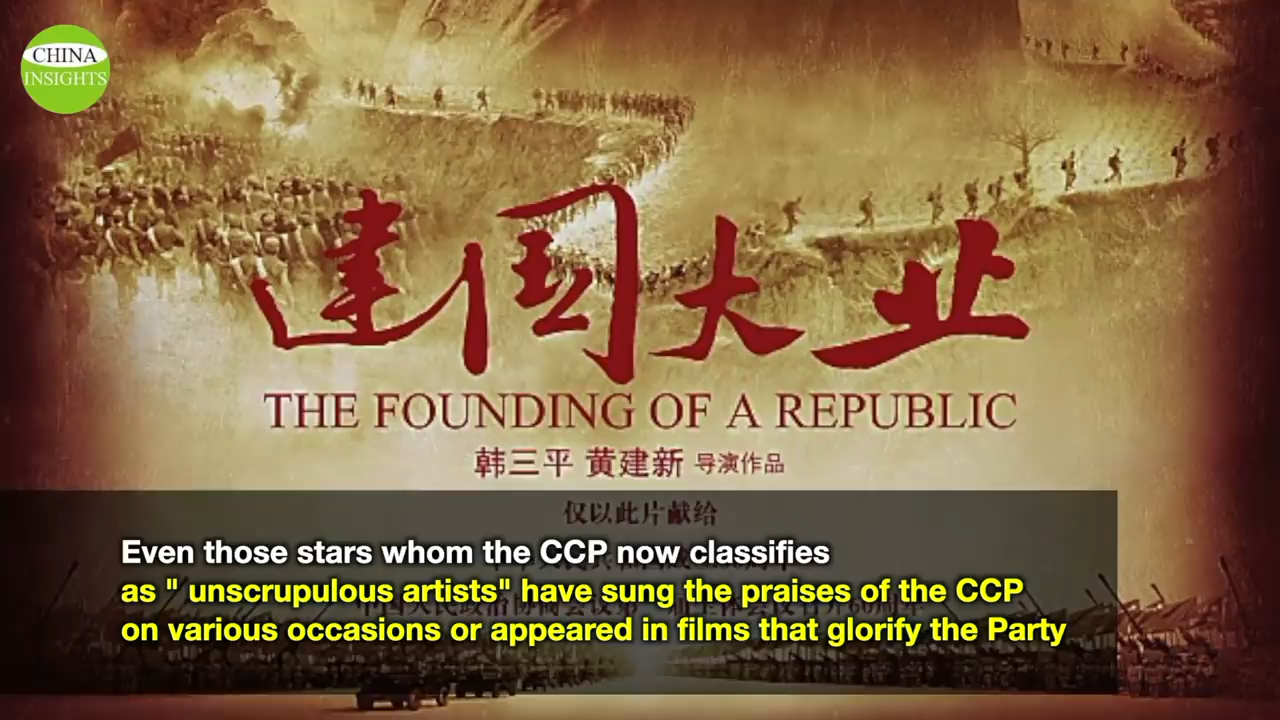 CHINA
INSIGHTS
建国大业
THE FOUNDING OF A REPUBLIC
韩三平 黄建新 导演作品
仅以此片献给
Even those stars whom the CCP now classifies
as " unscrupulous artists" have sung the praises of the CCP
on various occasions or appeared in films that glorify the Party